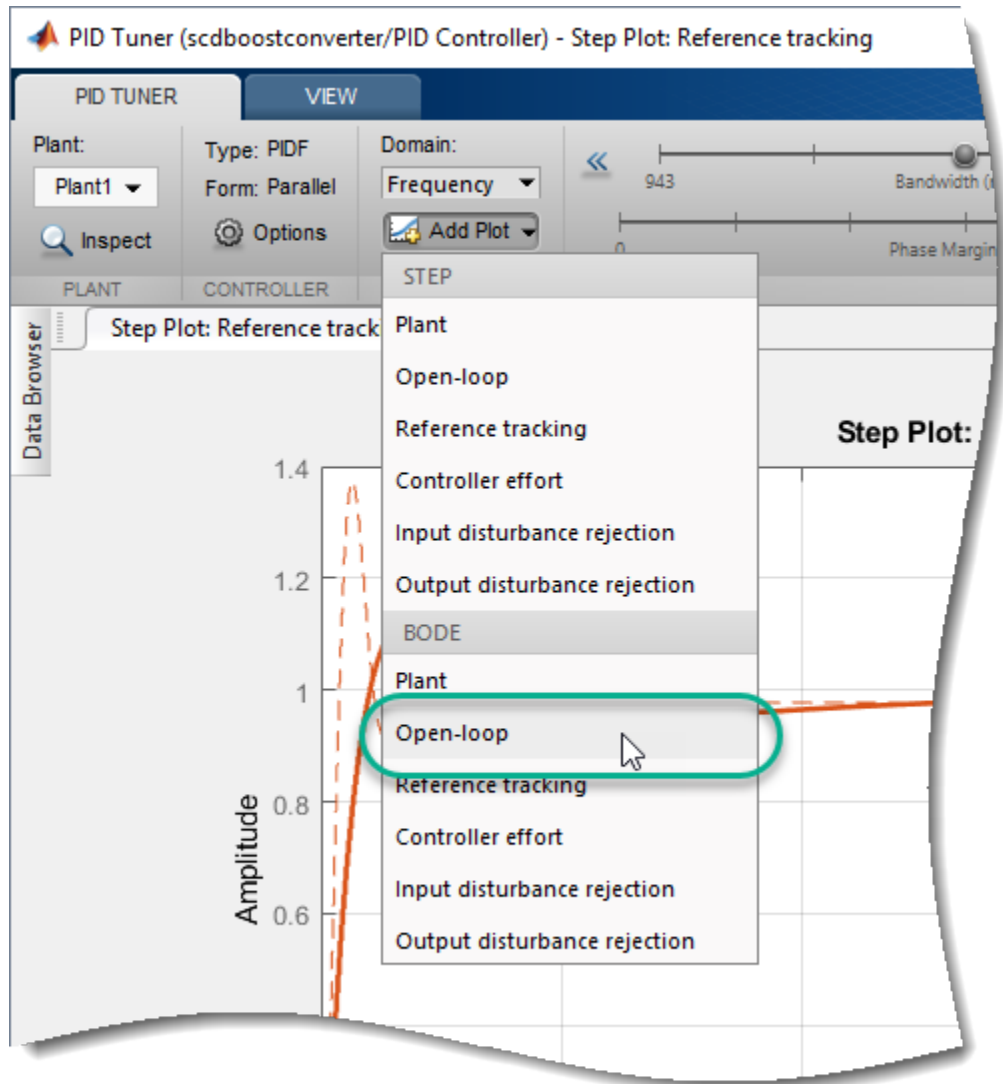 PID Tuner (scdboostconverter/PID Controller) - Step Plot: Reference tracking
PID TUNER
VIEW
Plant:
Plant1
Inspect
PLANT
Type: PIDF
Form: Parallel
Options
CONTROLLER
Domain:
Frequency
Add Plot
943
Bandwidth
0
Phase Margin
Data Browser
Step Plot: Reference
STEP
Plant
Open-loop
Reference tracking
Controller effort
Input disturbance rejection
Output disturbance rejection
BODE
Plant
Open-loop
Reference tracking
Controller effort
Input disturbance rejection
Output disturbance rejection
Step Plot:
1.4
1.2
1
0.8
0.6
Amplitude